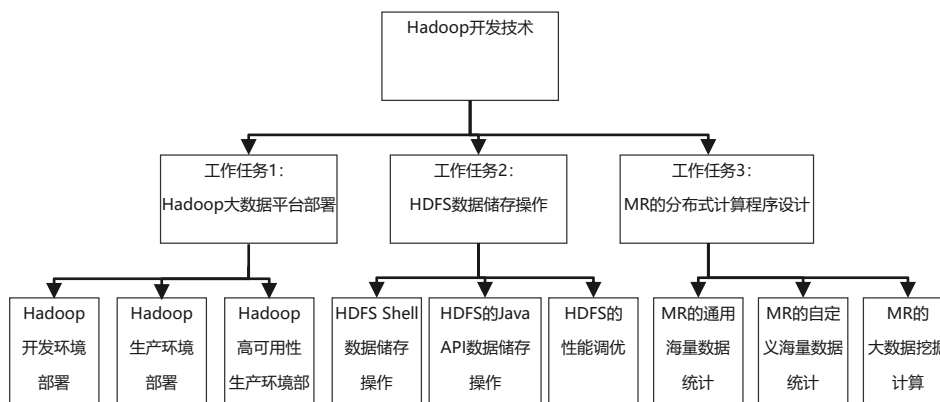 Hadoop开发技术
工作任务1：
Hadoop大数据平台部署
工作任务2：
HDFS数据储存操作
工作任务3：
MR的分布式计算程序设计
Hadoop
开发环境
部署
Hadoop
生产环境
部署
Hadoop
高可用性
生产环境部
HDFS Shell
数据储存
操作
HDFS的Java
API数据储存
操作
HDFS的
性能调优
MR的通用
海量数据
统计
MR的自定
义海量数据
统计
MR的
大数据挖掘
计算